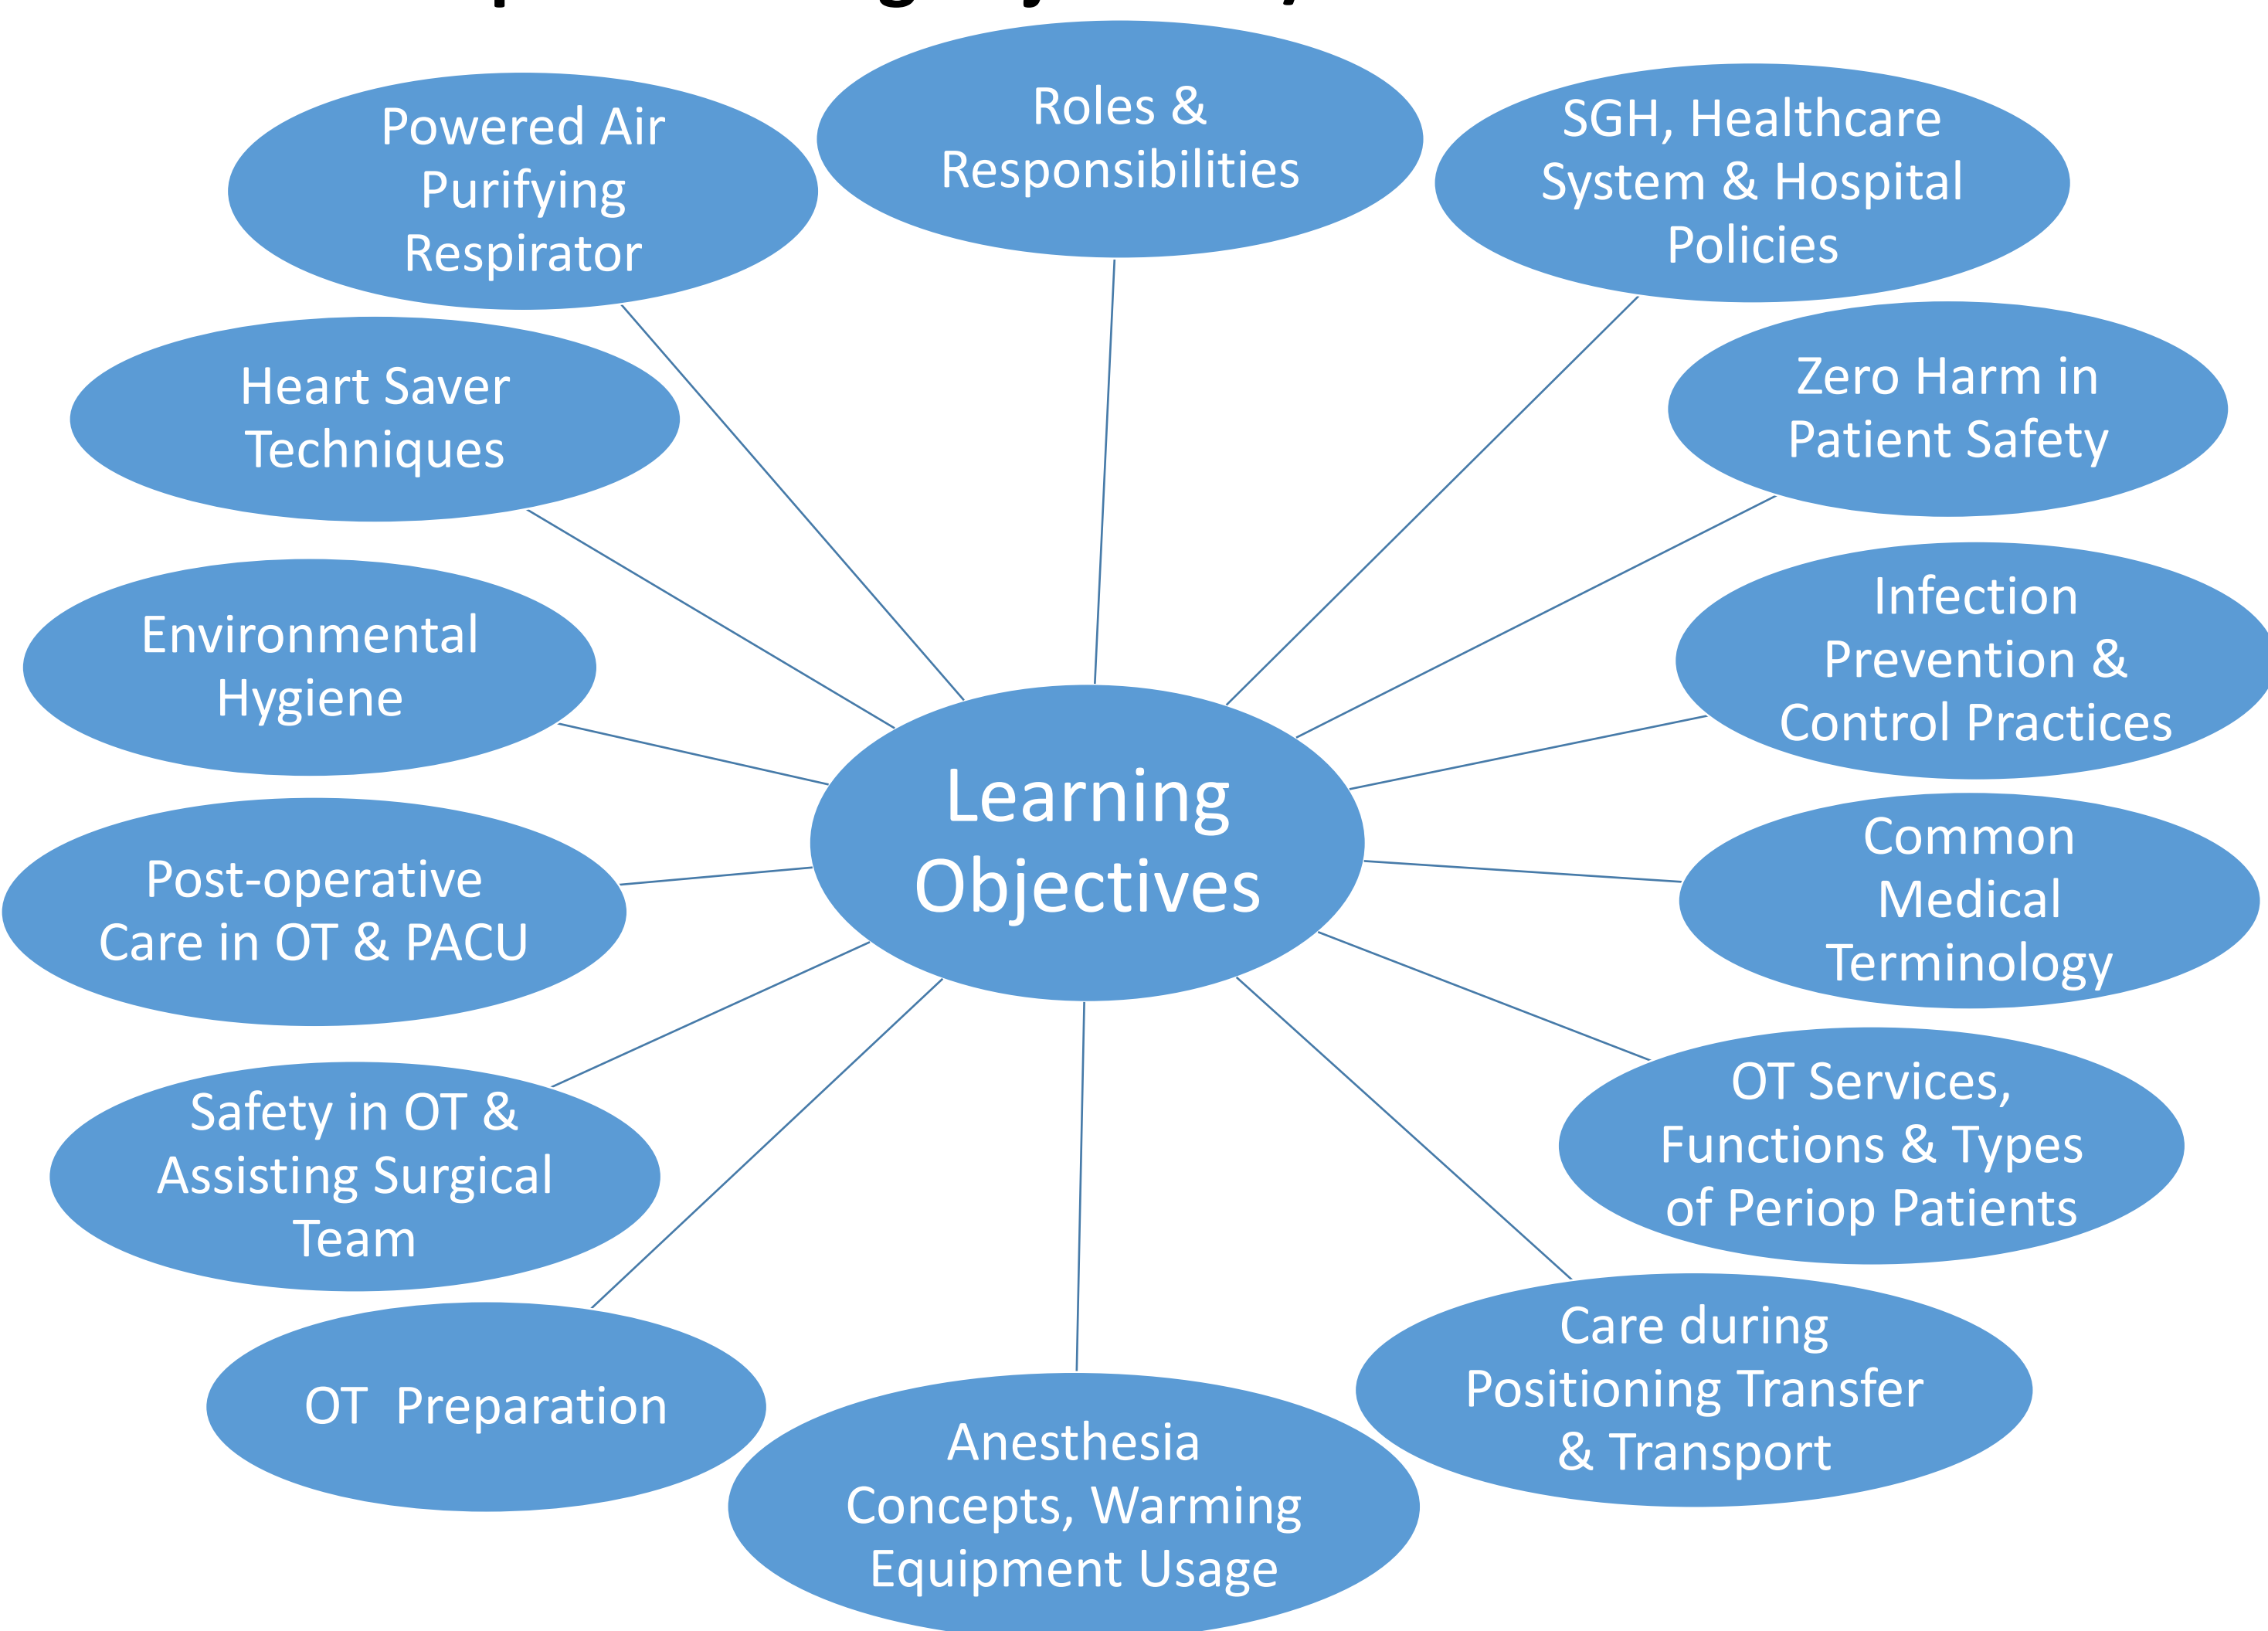 Roles &
Responsibilities
SGH, Healthcare
System & Hospital
Policies
Zero Harm in
Patient Safety
Infection
Prevention &
Control Practices
Common
Medical
Terminology
OT Services,
Functions & Types
of Periop Patients
Care during
Positioning Transfer
& Transport
Anesthesia
Concepts, Warming
Equipment Usage
OT  Preparation
Safety in OT &
Assisting Surgical
Team
Post-operative
Care in OT & PACU
Environmental
Hygiene
Heart Saver
Techniques
Powered Air
Purifying
Respirator
Learning
Objectives